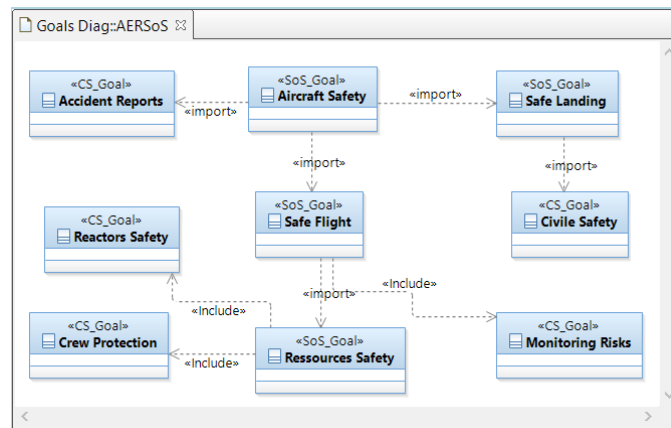 Goals Diag::AERSoS
«CS_Goal»
Accident Reports
«SoS_Goal»
Aircraft Safety
«SoS_Goal»
Safe Landing
«import»
«import»
«import»
«import»
«CS_Goal»
Reactors Safety
«SoS_Goal»
Safe Flight
«CS_Goal»
Civile Safety
«Include»
«import»
«Include»
«CS_Goal»
Crew Protection
«Include»
«SoS_Goal»
Ressources Safety
«CS_Goal»
Monitoring Risks